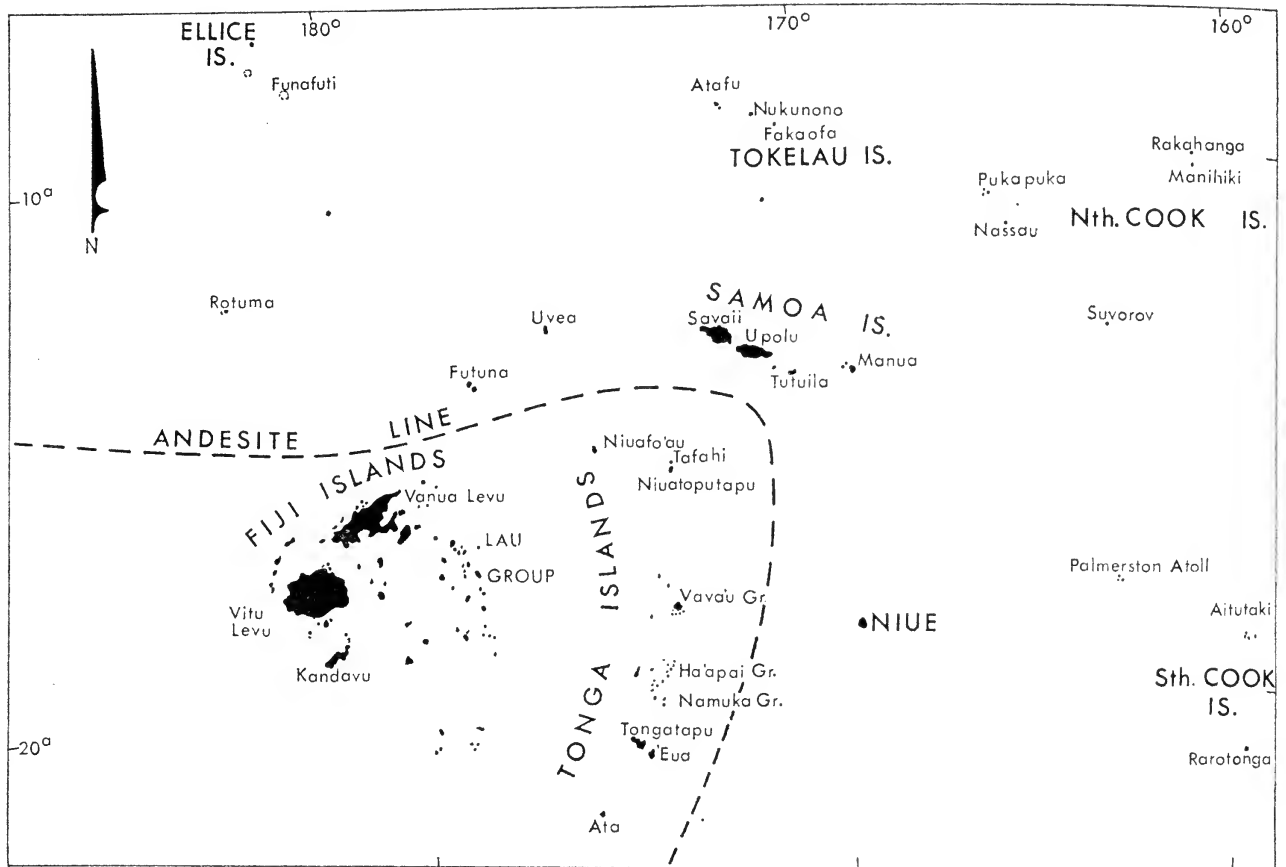 180°
170°
160°
ELLICE
IS.
Funafuti
Atafu
Nukunono
Fakaofa
TOKELAU IS.
Rakahanga
Manihiki
Pukapuka
Nassau
Nth. COOK IS.
10°
N
Rotuma
Uvea
SAMOA IS.
Savaii
Upolu
Suvorov
Manua
Tutuila
Futuna
ANDESITE LINE
FIJI ISLANDS
Vanua Levu
Niuafo'au
Tafahi
Niuatoputapu
LAU
GROUP
TONGA ISLANDS
Palmerston Atoll
Vitu
Levu
Vava'u Gr.
NIUE
Aitutaki
Kandavu
Ha'apai Gr.
Namuka Gr.
Sth. COOK
IS.
Tongatapu
'Eua
20°
Rarotonga
Ata